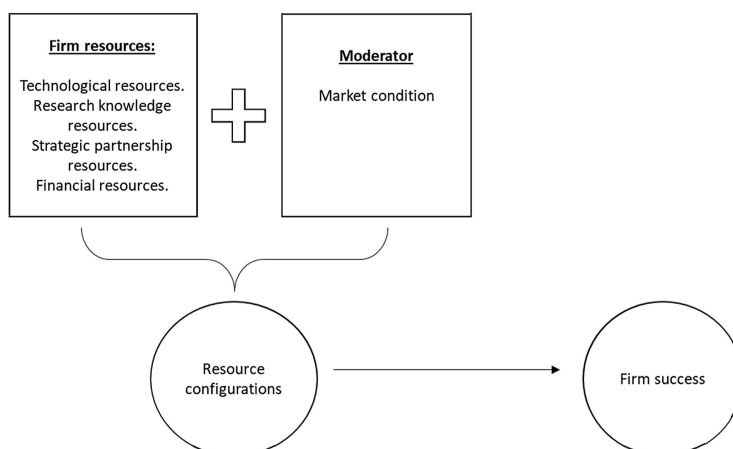 Firm resources:
Technological resources.
Research knowledge
resources.
Strategic partnership
resources.
Financial resources.
Moderator
Market condition
Resource
configurations
Firm success